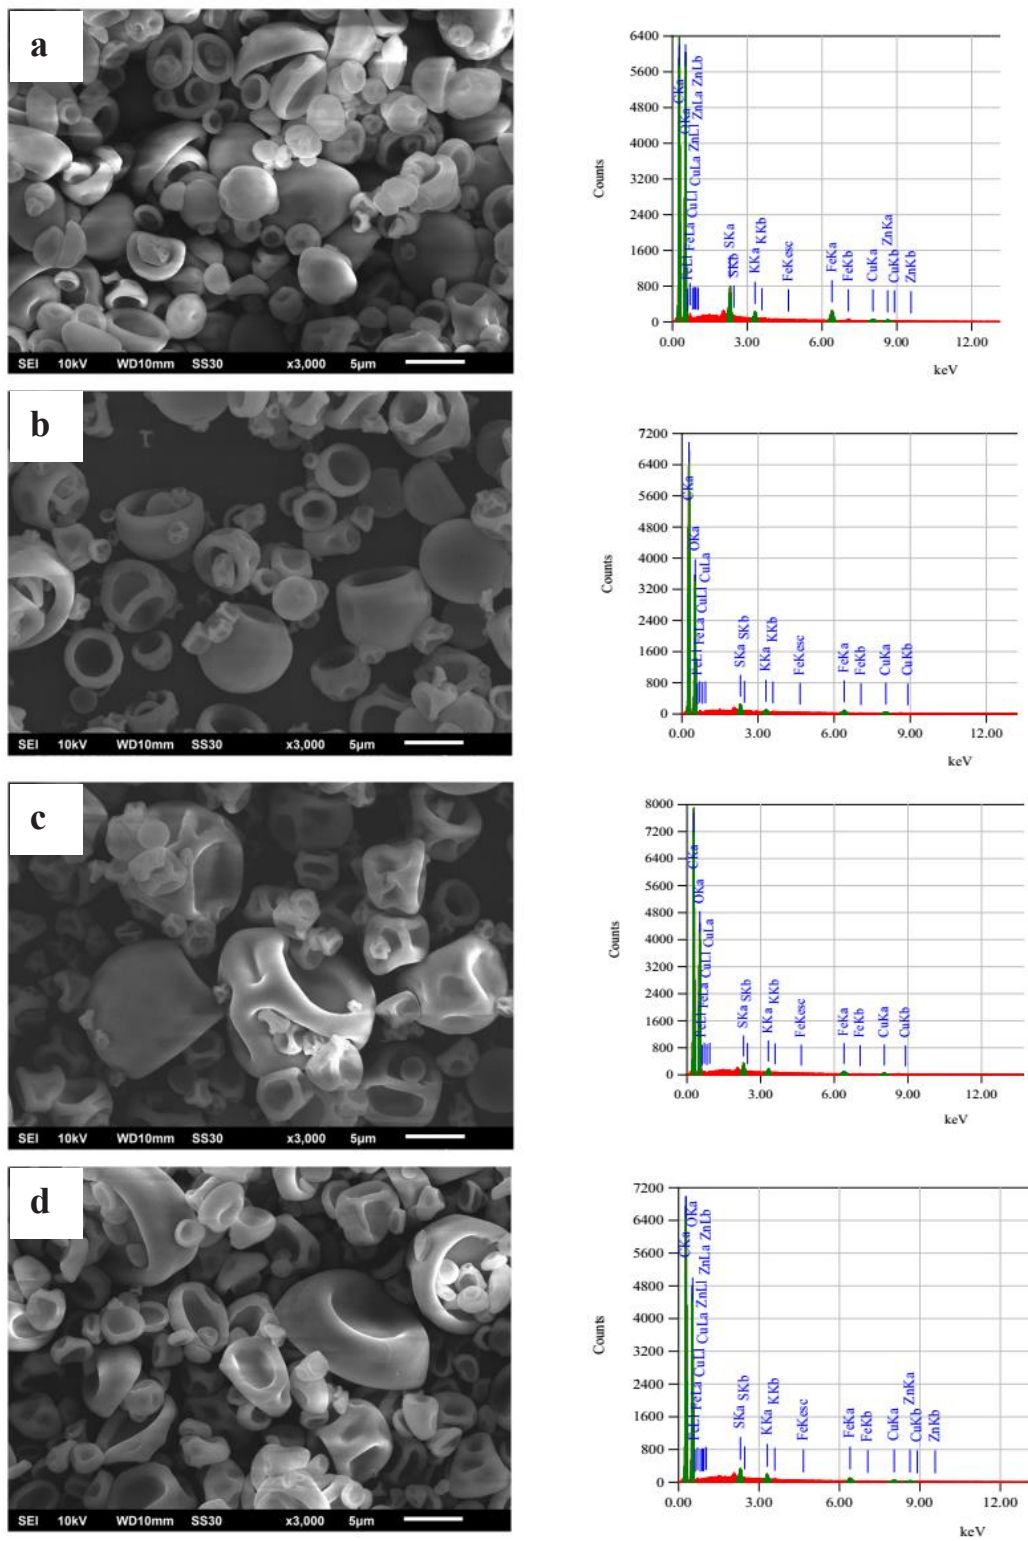 a
SEI 10kV WD10mm SS30 x3,000 5µm
6400
5600
4800
4000
3200
2400
1600
800
0
Counts
CKa
OKa
FeLl FeLa CuLl CuLa ZnLl ZnLa ZnLb
SKb SKa
KKa KKb
FeKesc
FeKa
FeKb
CuKa
CuKb ZnKa
ZnKb
0.00 3.00 6.00 9.00 12.00
keV
b
SEI 10kV WD10mm SS30 x3,000 5µm
7200
6400
5600
4800
4000
3200
2400
1600
800
0
Counts
CKa
OKa
FeLl FeLa CuLl CuLa
SKa SKb
KKa KKb
FeKesc
FeKa
FeKb
CuKa
CuKb
0.00 3.00 6.00 9.00 12.00
keV
c
SEI 10kV WD10mm SS30 x3,000 5µm
8000
7200
6400
5600
4800
4000
3200
2400
1600
800
0
Counts
CKa
OKa
FeLl FeLa CuLl CuLa
SKa SKb
KKa KKb
FeKesc
FeKa
FeKb
CuKa
CuKb
0.00 3.00 6.00 9.00 12.00
keV
d
SEI 10kV WD10mm SS30 x3,000 5µm
7200
6400
5600
4800
4000
3200
2400
1600
800
0
Counts
CKa
OKa
FeLl FeLa CuLl CuLa ZnLl ZnLa ZnLb
SKa SKb
KKa KKb
FeKesc
FeKa
FeKb
CuKa
CuKb ZnKa
ZnKb
0.00 3.00 6.00 9.00 12.00
keV